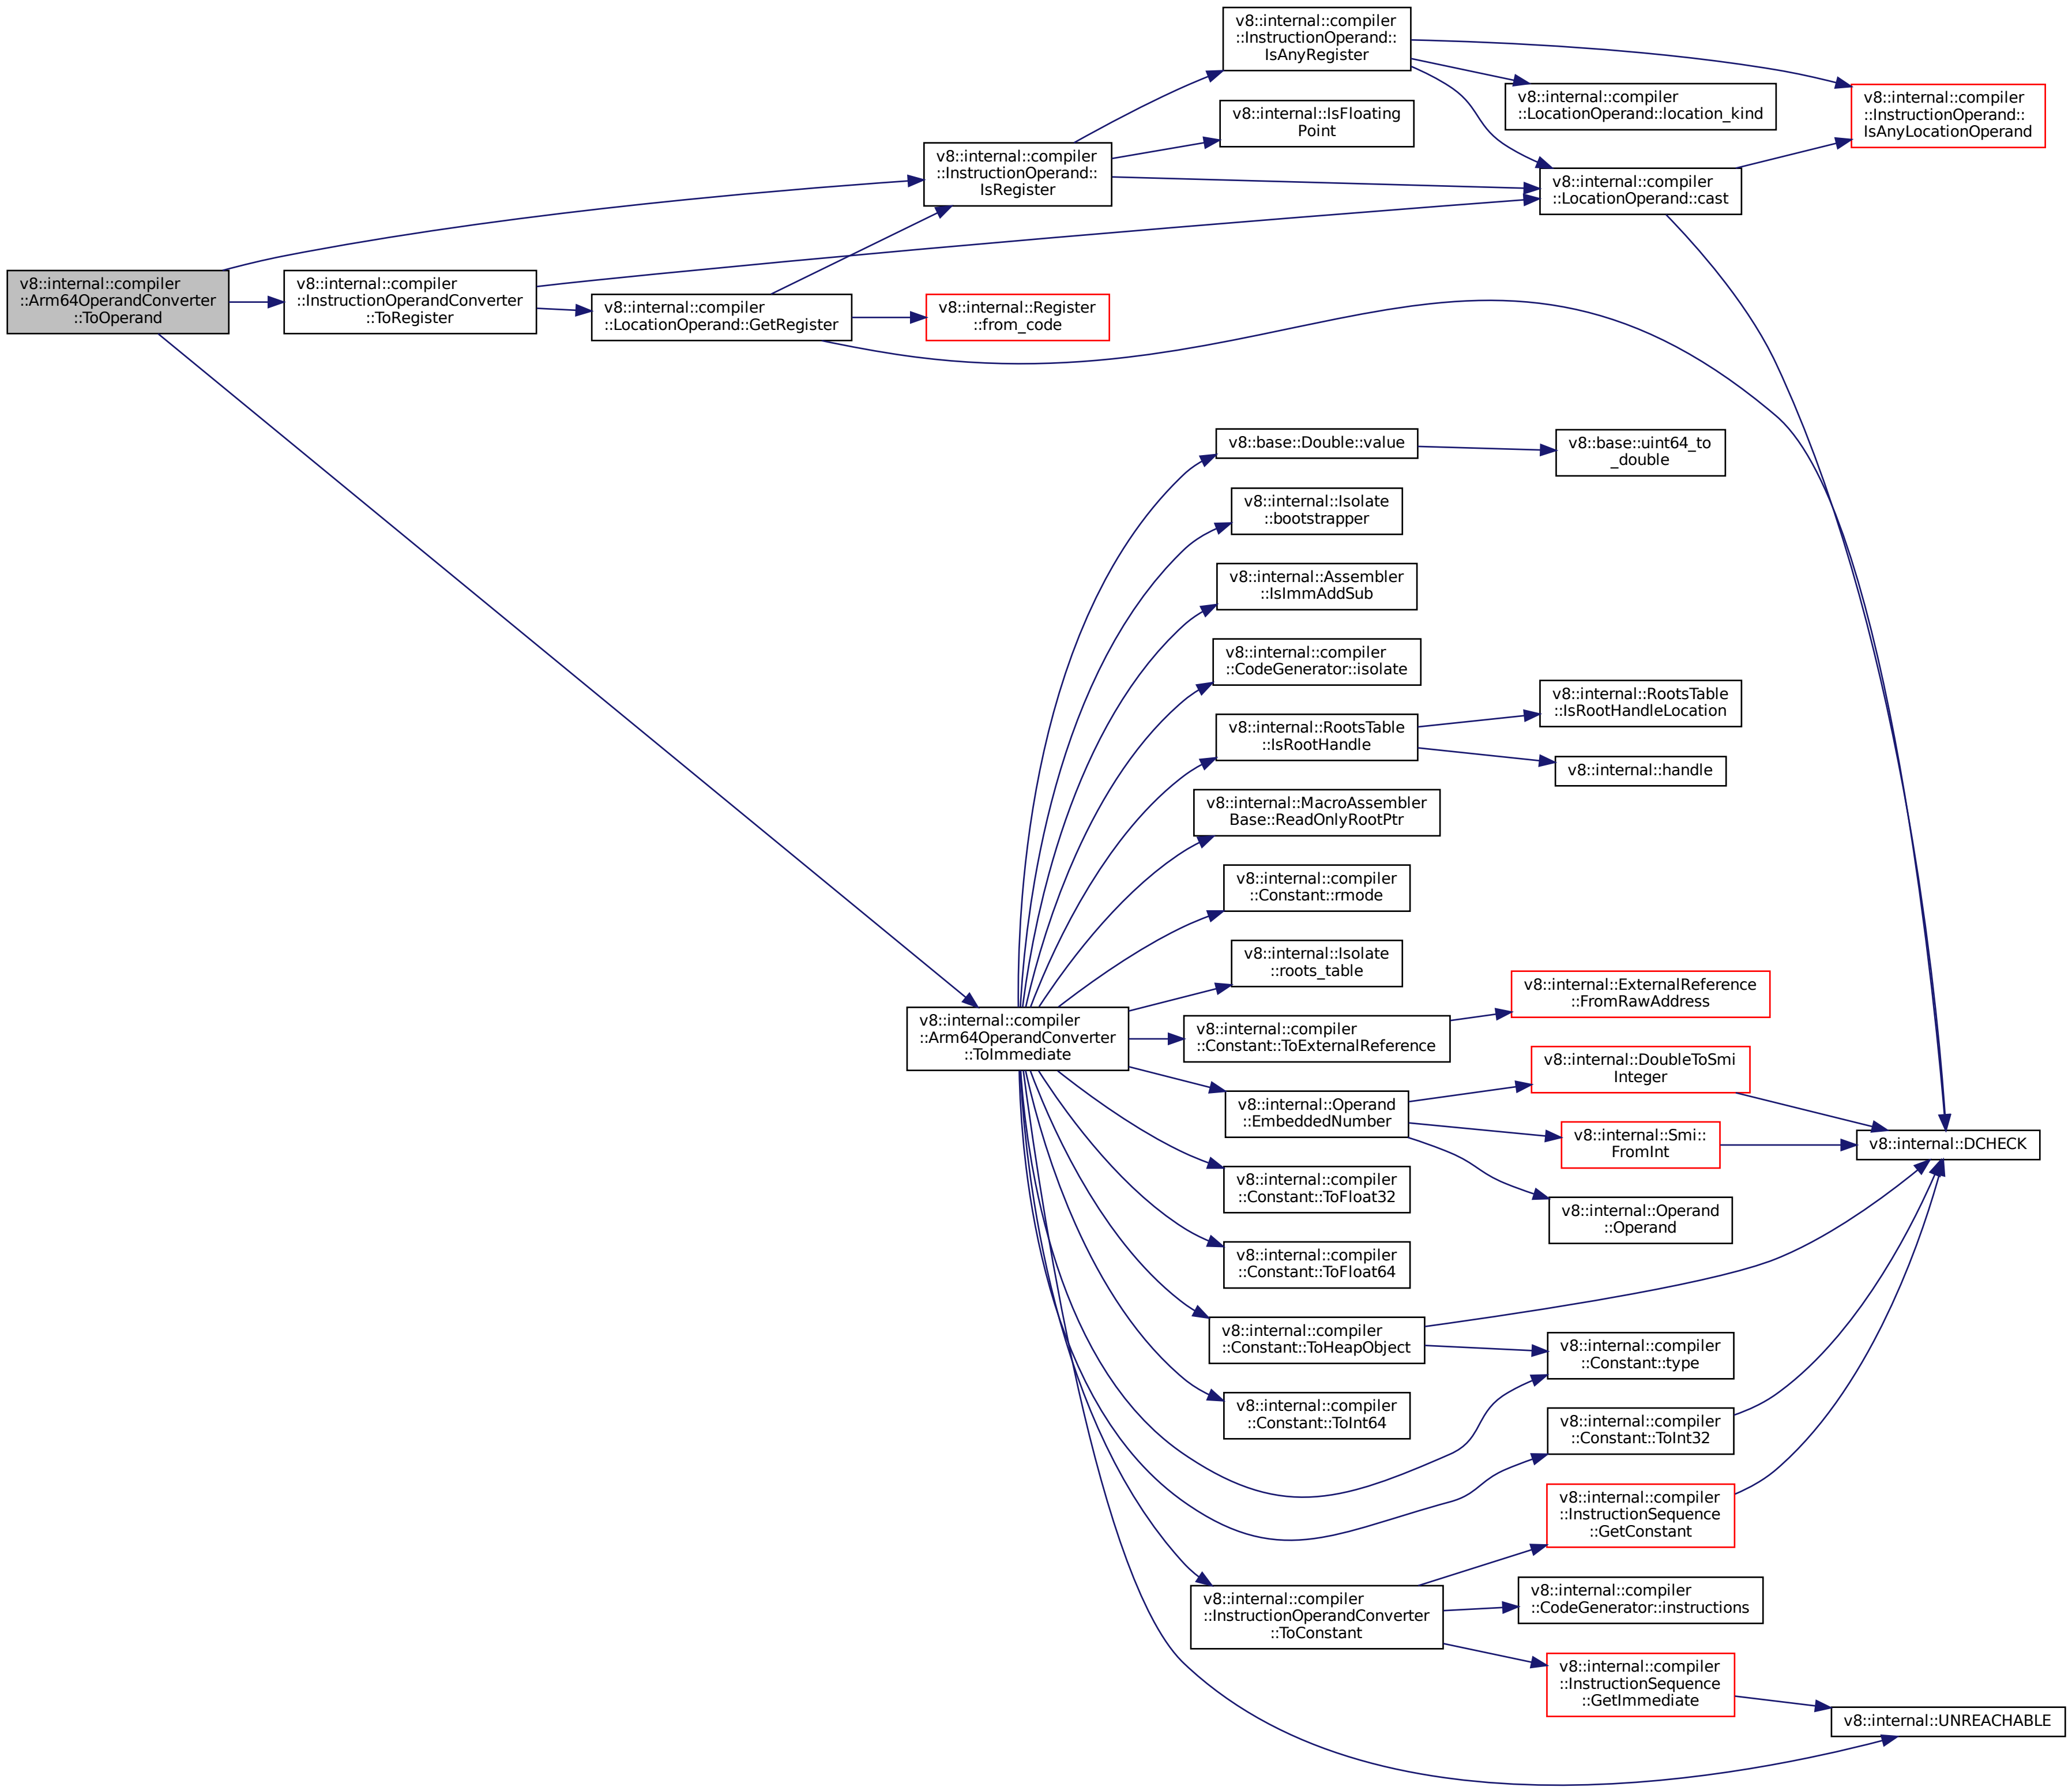 v8::internal::compiler
::InstructionOperand::
IsAnyRegister
v8::internal::compiler
::LocationOperand::location_kind
v8::internal::compiler
::InstructionOperand::
IsAnyLocationOperand
v8::internal::IsFloating
Point
v8::internal::compiler
::InstructionOperand::
IsRegister
v8::internal::compiler
::LocationOperand::cast
v8::internal::compiler
::Arm64OperandConverter
::ToOperand
v8::internal::compiler
::InstructionOperandConverter
::ToRegister
v8::internal::compiler
::LocationOperand::GetRegister
v8::internal::Register
::from_code
v8::base::Double::value
v8::base::uint64_to
_double
v8::internal::Isolate
::bootstrapper
v8::internal::Assembler
::IsImmAddSub
v8::internal::compiler
::CodeGenerator::isolate
v8::internal::RootsTable
::IsRootHandle
v8::internal::RootsTable
::IsRootHandleLocation
v8::internal::handle
v8::internal::MacroAssembler
Base::ReadOnlyRootPtr
v8::internal::compiler
::Constant::rmode
v8::internal::Isolate
::roots_table
v8::internal::ExternalReference
::FromRawAddress
v8::internal::compiler
::Arm64OperandConverter
::ToImmediate
v8::internal::compiler
::Constant::ToExternalReference
v8::internal::DoubleToSmi
Integer
v8::internal::Operand
::EmbeddedNumber
v8::internal::Smi::
FromInt
v8::internal::DCHECK
v8::internal::compiler
::Constant::ToFloat32
v8::internal::Operand
::Operand
v8::internal::compiler
::Constant::ToFloat64
v8::internal::compiler
::Constant::ToHeapObject
v8::internal::compiler
::Constant::type
v8::internal::compiler
::Constant::ToInt64
v8::internal::compiler
::Constant::ToInt32
v8::internal::compiler
::InstructionSequence
::GetConstant
v8::internal::compiler
::InstructionOperandConverter
::ToConstant
v8::internal::compiler
::CodeGenerator::instructions
v8::internal::compiler
::InstructionSequence
::GetImmediate
v8::internal::UNREACHABLE